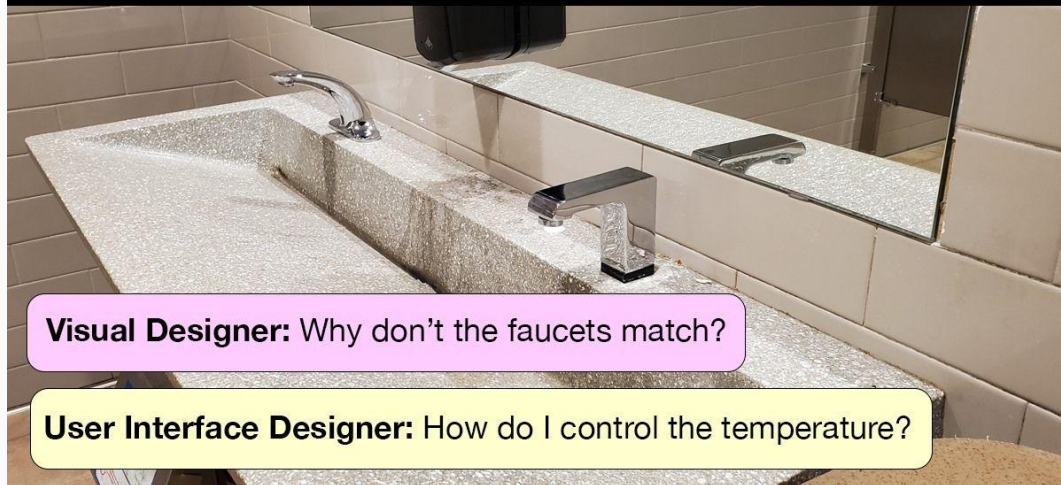 Visual Designer: Why don’t the faucets match?
User Interface Designer: How do I control the temperature?